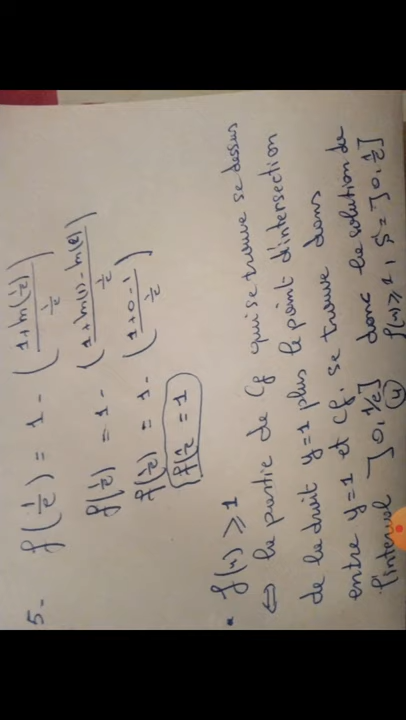 5- f(1/e) = 1 - ( (1+ln(1/e)) / (1/e) )
f(1/e) = 1 - ( (1+ln(1)-ln(e)) / (1/e) )
f(1/e) = 1 - ( (1+0-1) / (1/e) )
f(1/e = 1
• f(x) ⩾ 1
⇔ la partie de Cf qui se trouve se dessus
de la druit y=1 plus le point d'intersection
entre y=1 et Cf. se trouve dans
l'interval ]0,1/e] donc la solution de
f(x)⩾1, S=]0,1/e]